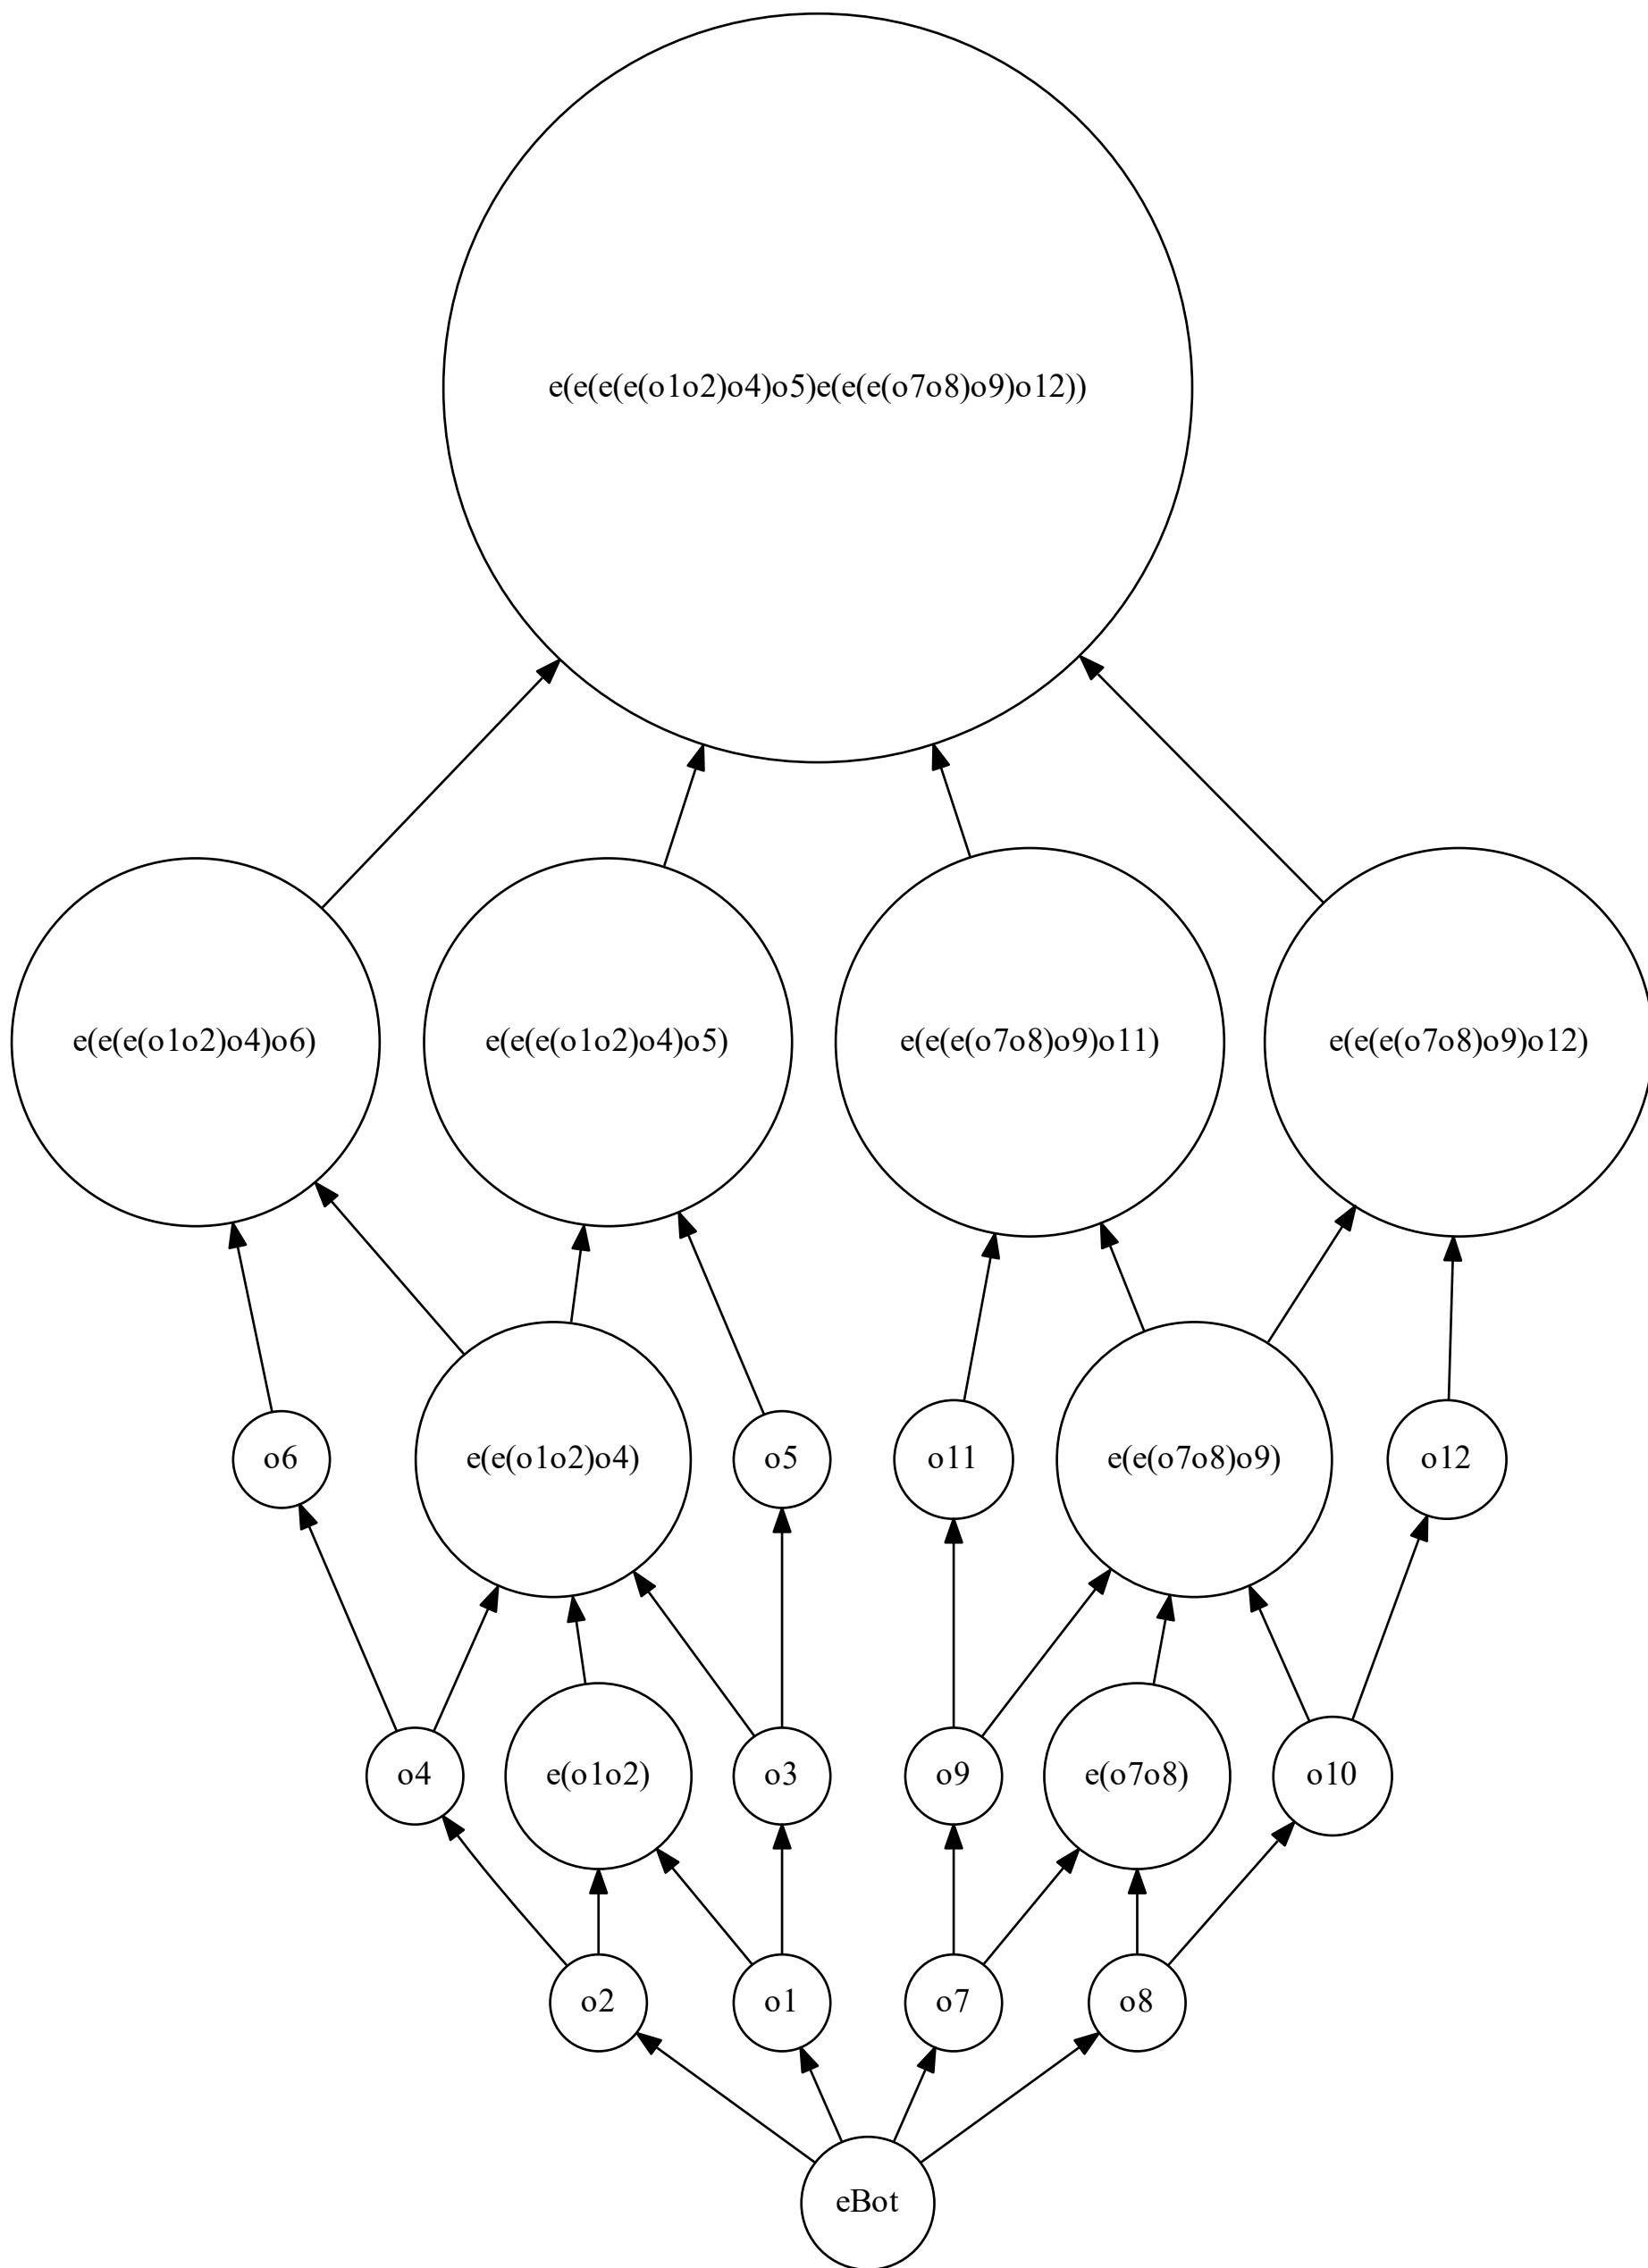 e(e(e(e(o1o2)o4)o5)e(e(e(o7o8)o9)o12))
e(e(e(o1o2)o4)o6)
e(e(e(o1o2)o4)o5)
e(e(e(o7o8)o9)o11)
e(e(e(o7o8)o9)o12)
o6
e(e(o1o2)o4)
o5
o11
e(e(o7o8)o9)
o12
o4
e(o1o2)
o3
o9
e(o7o8)
o10
o2
o1
o7
o8
eBot